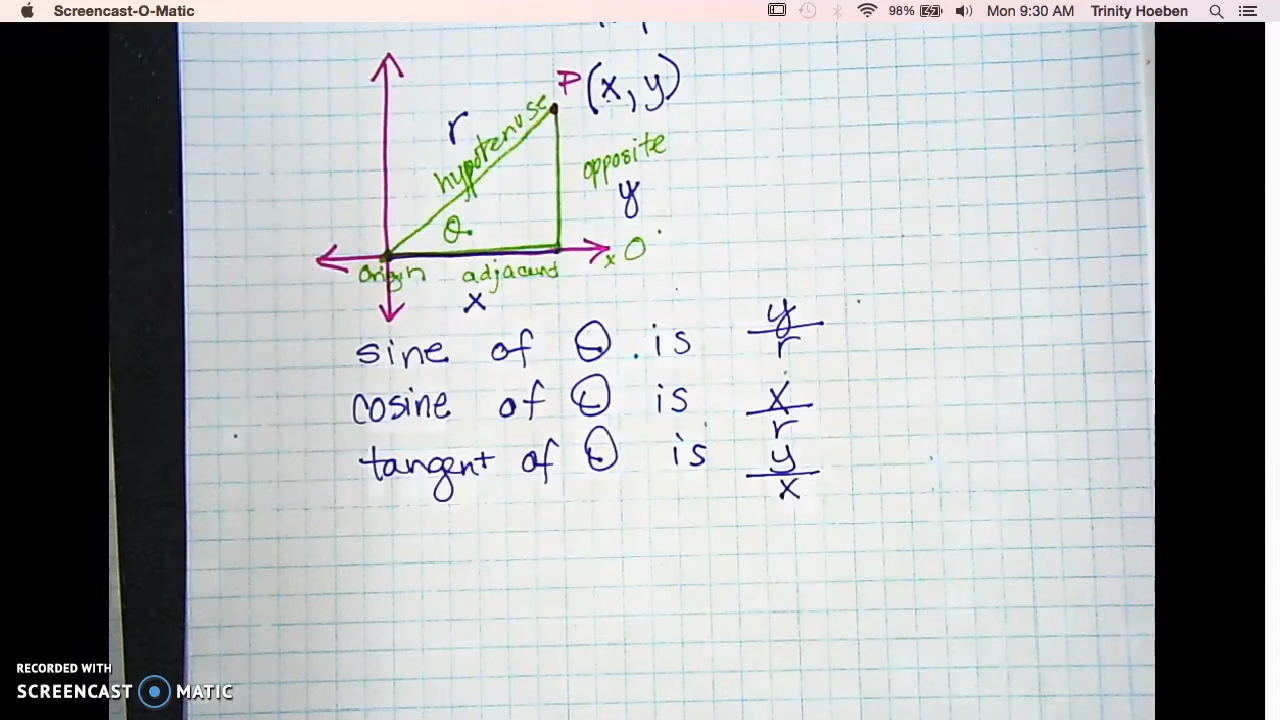 Screencast-O-Matic 98% Mon 9:30 AM Trinity Hoeben
P(x, y)
r
hypotenuse
opposite
y
θ
x 0
origin adjacent
x
sine of θ is y/r
cosine of θ is x/r
tangent of θ is y/x
RECORDED WITH
SCREENCAST MATIC